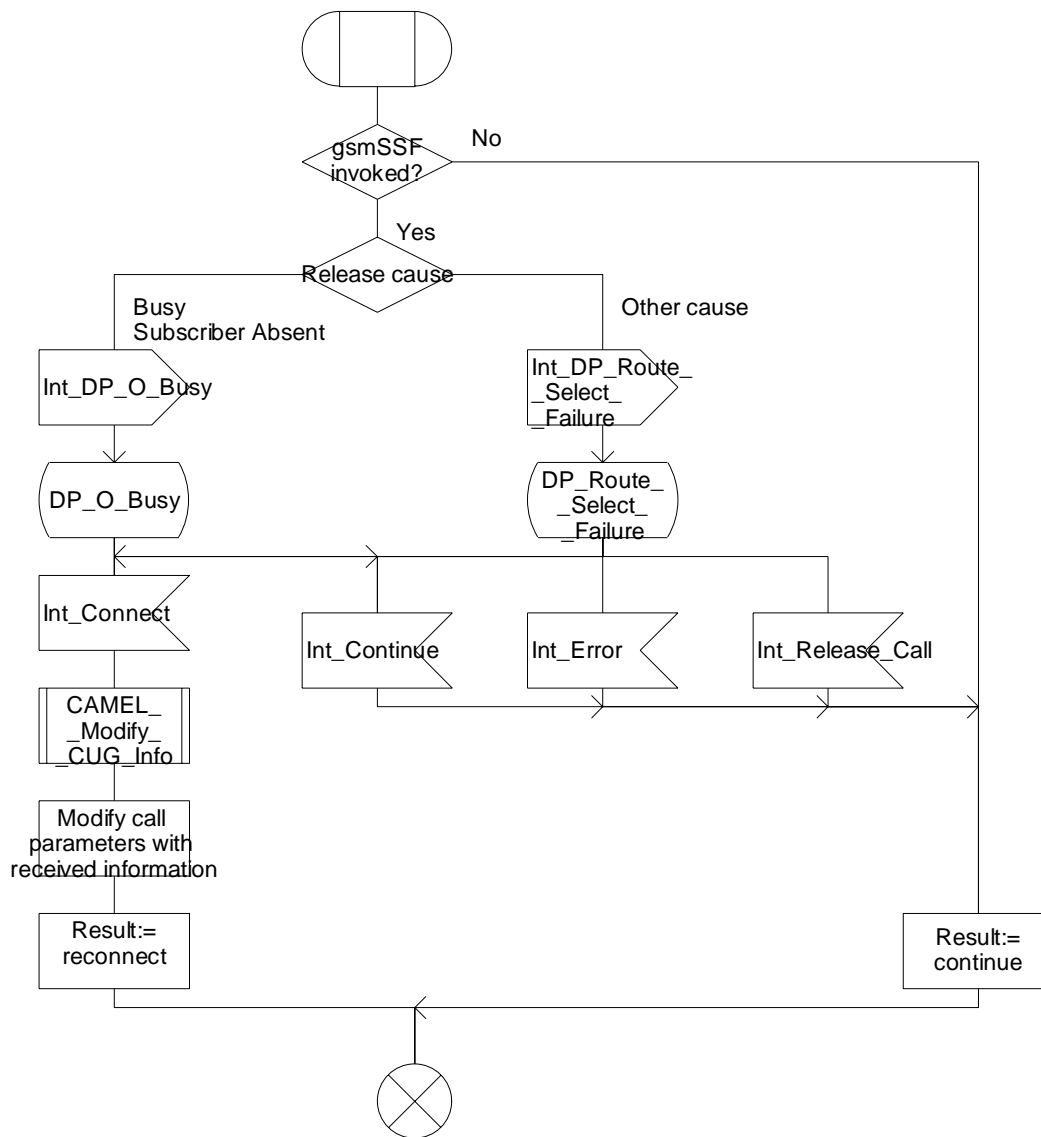 gsmSSF
invoked?
No
Yes
Release cause
Busy
Subscriber Absent
Other cause
Int_DP_O_Busy
Int_DP_Route_
_Select_
_Failure
DP_O_Busy
DP_Route_
_Select_
_Failure
Int_Connect
Int_Continue
Int_Error
Int_Release_Call
CAMEL_
_Modify_
_CUG_Info
Modify call
parameters with
received information
Result:=
reconnect
Result:=
continue